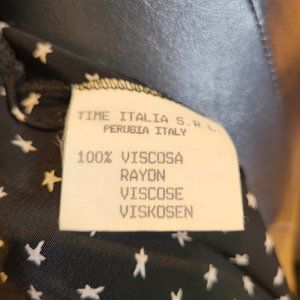 TIME ITALIA S.R.L.
PERUGIA ITALY
100% VISCOSA
RAYON
VISCOSE
VISKOSEN